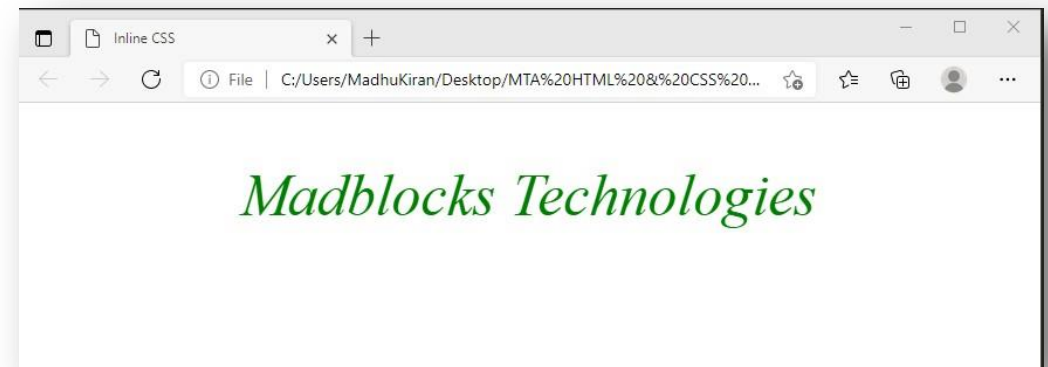 Inline CSS
File | C:/Users/MadhuKiran/Desktop/MTA%20HTML%20&%20CSS%20...
Madblocks Technologies